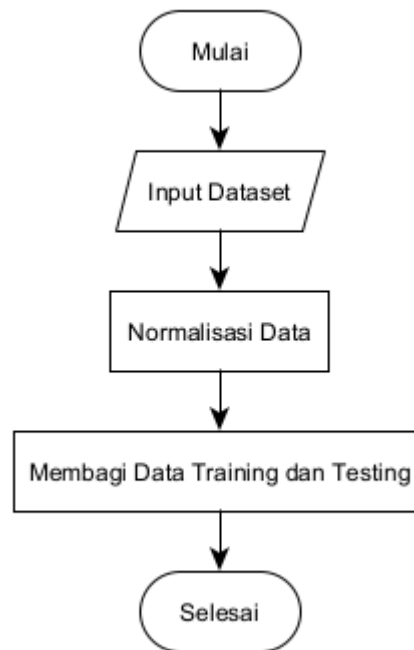 Mulai
Input Dataset
Normalisasi Data
Membagi Data Training dan Testing
Selesai